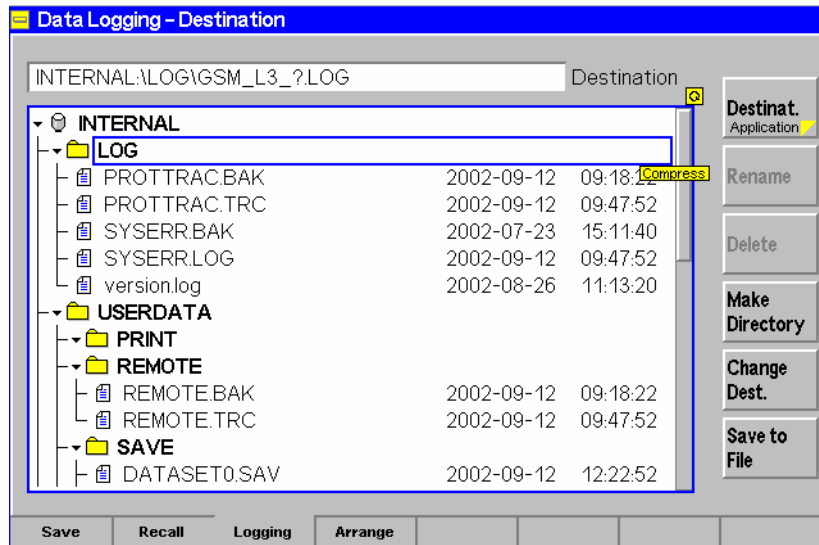 Data Logging – Destination
INTERNAL:\LOG\GSM_L3_?.LOG Destination
INTERNAL
LOG
Compress
PROTTRAC.BAK 2002-09-12 09:18:22
PROTTRAC.TRC 2002-09-12 09:47:52
SYSERR.BAK 2002-07-23 15:11:40
SYSERR.LOG 2002-09-12 09:47:52
version.log 2002-08-26 11:13:20
USERDATA
PRINT
REMOTE
REMOTE.BAK 2002-09-12 09:18:22
REMOTE.TRC 2002-09-12 09:47:52
SAVE
DATASET0.SAV 2002-09-12 12:22:52
Destinat.
Application
Rename
Delete
Make
Directory
Change
Dest.
Save to
File
Save Recall Logging Arrange